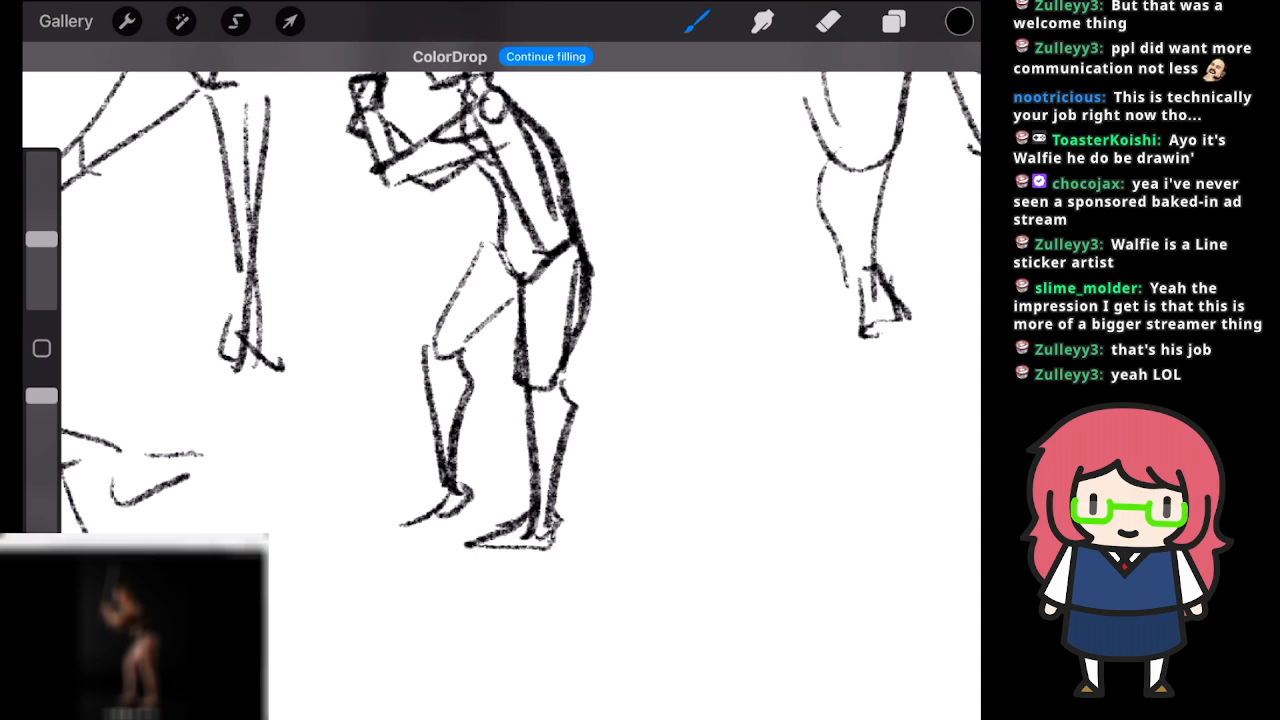 Gallery
ColorDrop Continue filling
Zulleyy3: But that was a
welcome thing
Zulleyy3: ppl did want more
communication not less
nootricious: This is technically
your job right now tho...
ToasterKoishi: Ayo it's
Walfie he do be drawin'
chocojax: yea i've never
seen a sponsored baked-in ad
stream
Zulleyy3: Walfie is a Line
sticker artist
slime_molder: Yeah the
impression I get is that this is
more of a bigger streamer thing
Zulleyy3: that's his job
Zulleyy3: yeah LOL